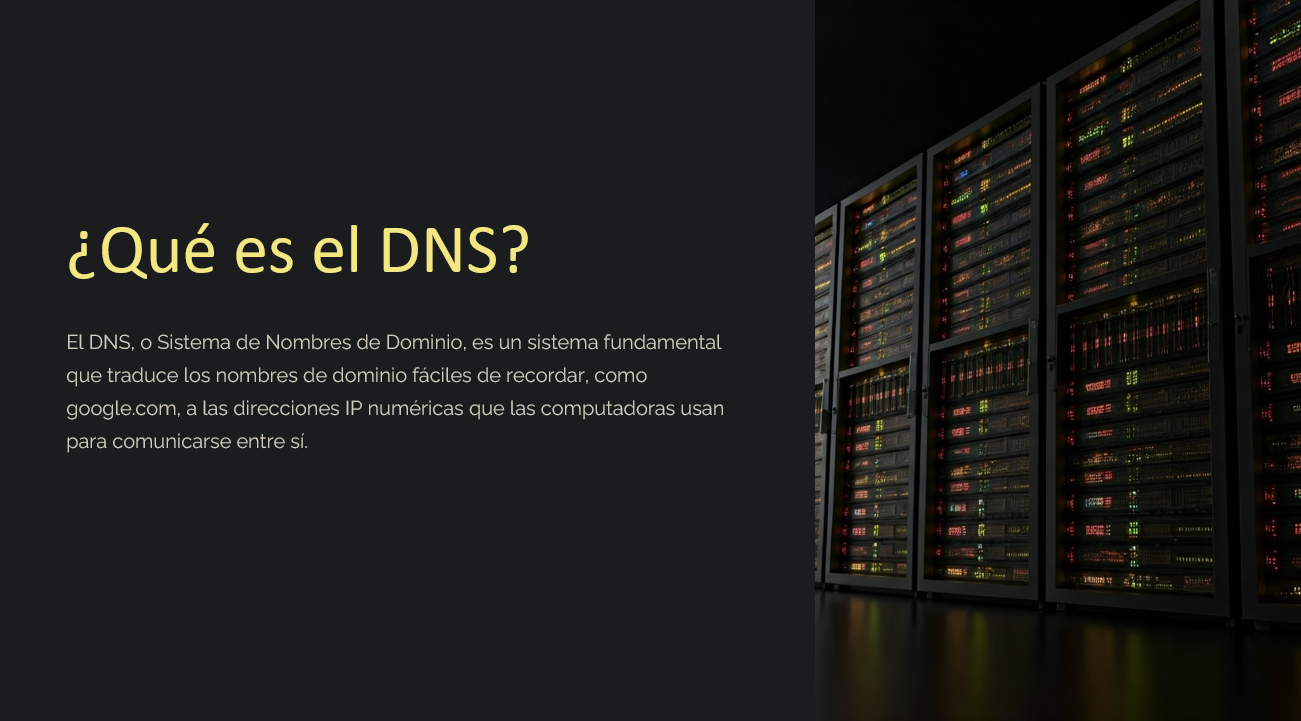 ¿Qué es el DNS?
El DNS, o Sistema de Nombres de Dominio, es un sistema fundamental
que traduce los nombres de dominio fáciles de recordar, como
google.com, a las direcciones IP numéricas que las computadoras usan
para comunicarse entre sí.